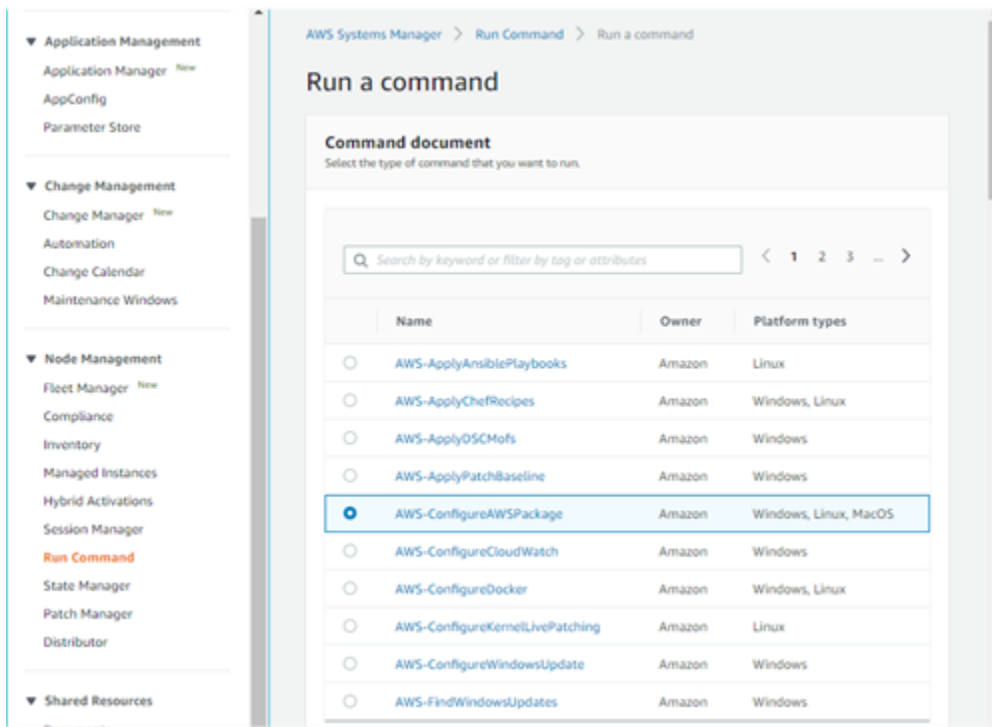 Application Management
Application Manager New
AppConfig
Parameter Store
Change Management
Change Manager New
Automation
Change Calendar
Maintenance Windows
Node Management
Fleet Manager New
Compliance
Inventory
Managed Instances
Hybrid Activations
Session Manager
Run Command
State Manager
Patch Manager
Distributor
Shared Resources
AWS Systems Manager > Run Command > Run a command
Run a command
Command document
Select the type of command that you want to run.
Search by keyword or filter by tag or attributes
< 1 2 3 ... >
Name Owner Platform types
AWS-ApplyAnsiblePlaybooks Amazon Linux
AWS-ApplyChefRecipes Amazon Windows, Linux
AWS-ApplyDSCMofs Amazon Windows
AWS-ApplyPatchBaseline Amazon Windows
AWS-ConfigureAWSPackage Amazon Windows, Linux, MacOS
AWS-ConfigureCloudWatch Amazon Windows
AWS-ConfigureDocker Amazon Windows, Linux
AWS-ConfigureKernelLivePatching Amazon Linux
AWS-ConfigureWindowsUpdate Amazon Windows
AWS-FindWindowsUpdates Amazon Windows